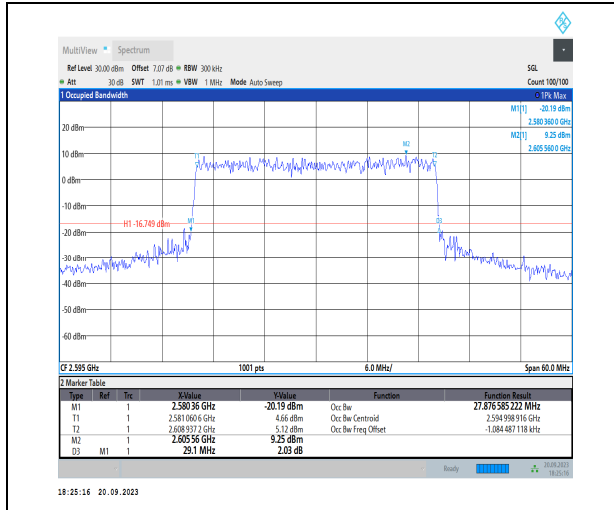 MultiView Spectrum
Ref Level 30.00 dBm Offset 7.07 dB RBW 300 kHz SGL
Att 30 dB SWT 1.01 ms VBW 1 MHz Mode Auto Sweep Count 100/100
1 Occupied Bandwidth 1Pk Max
M1[1] -20.19 dBm
2.580 360 0 GHz
M2[1] 9.25 dBm
2.605 560 0 GHz
20 dBm
M2
T1 T2
10 dBm
0 dBm
-10 dBm
H1 -16.749 dBm M1 D3
-20 dBm
-30 dBm
-40 dBm
-50 dBm
-60 dBm
CF 2.595 GHz 1001 pts 6.0 MHz/ Span 60.0 MHz
2 Marker Table
Type Ref Trc X-Value Y-Value Function Function Result
M1 1 2.580 36 GHz -20.19 dBm Occ Bw 27.876 585 222 MHz
T1 1 2.581 060 6 GHz 4.66 dBm Occ Bw Centroid 2.594 998 916 GHz
T2 1 2.608 937 2 GHz 5.12 dBm Occ Bw Freq Offset -1.084 487 118 kHz
M2 1 2.605 56 GHz 9.25 dBm
D3 M1 1 29.1 MHz 2.03 dB
Ready 20.09.2023
18:25:16
18:25:16 20.09.2023